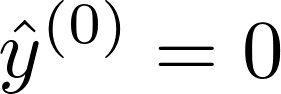 ŷ^(0) = 0